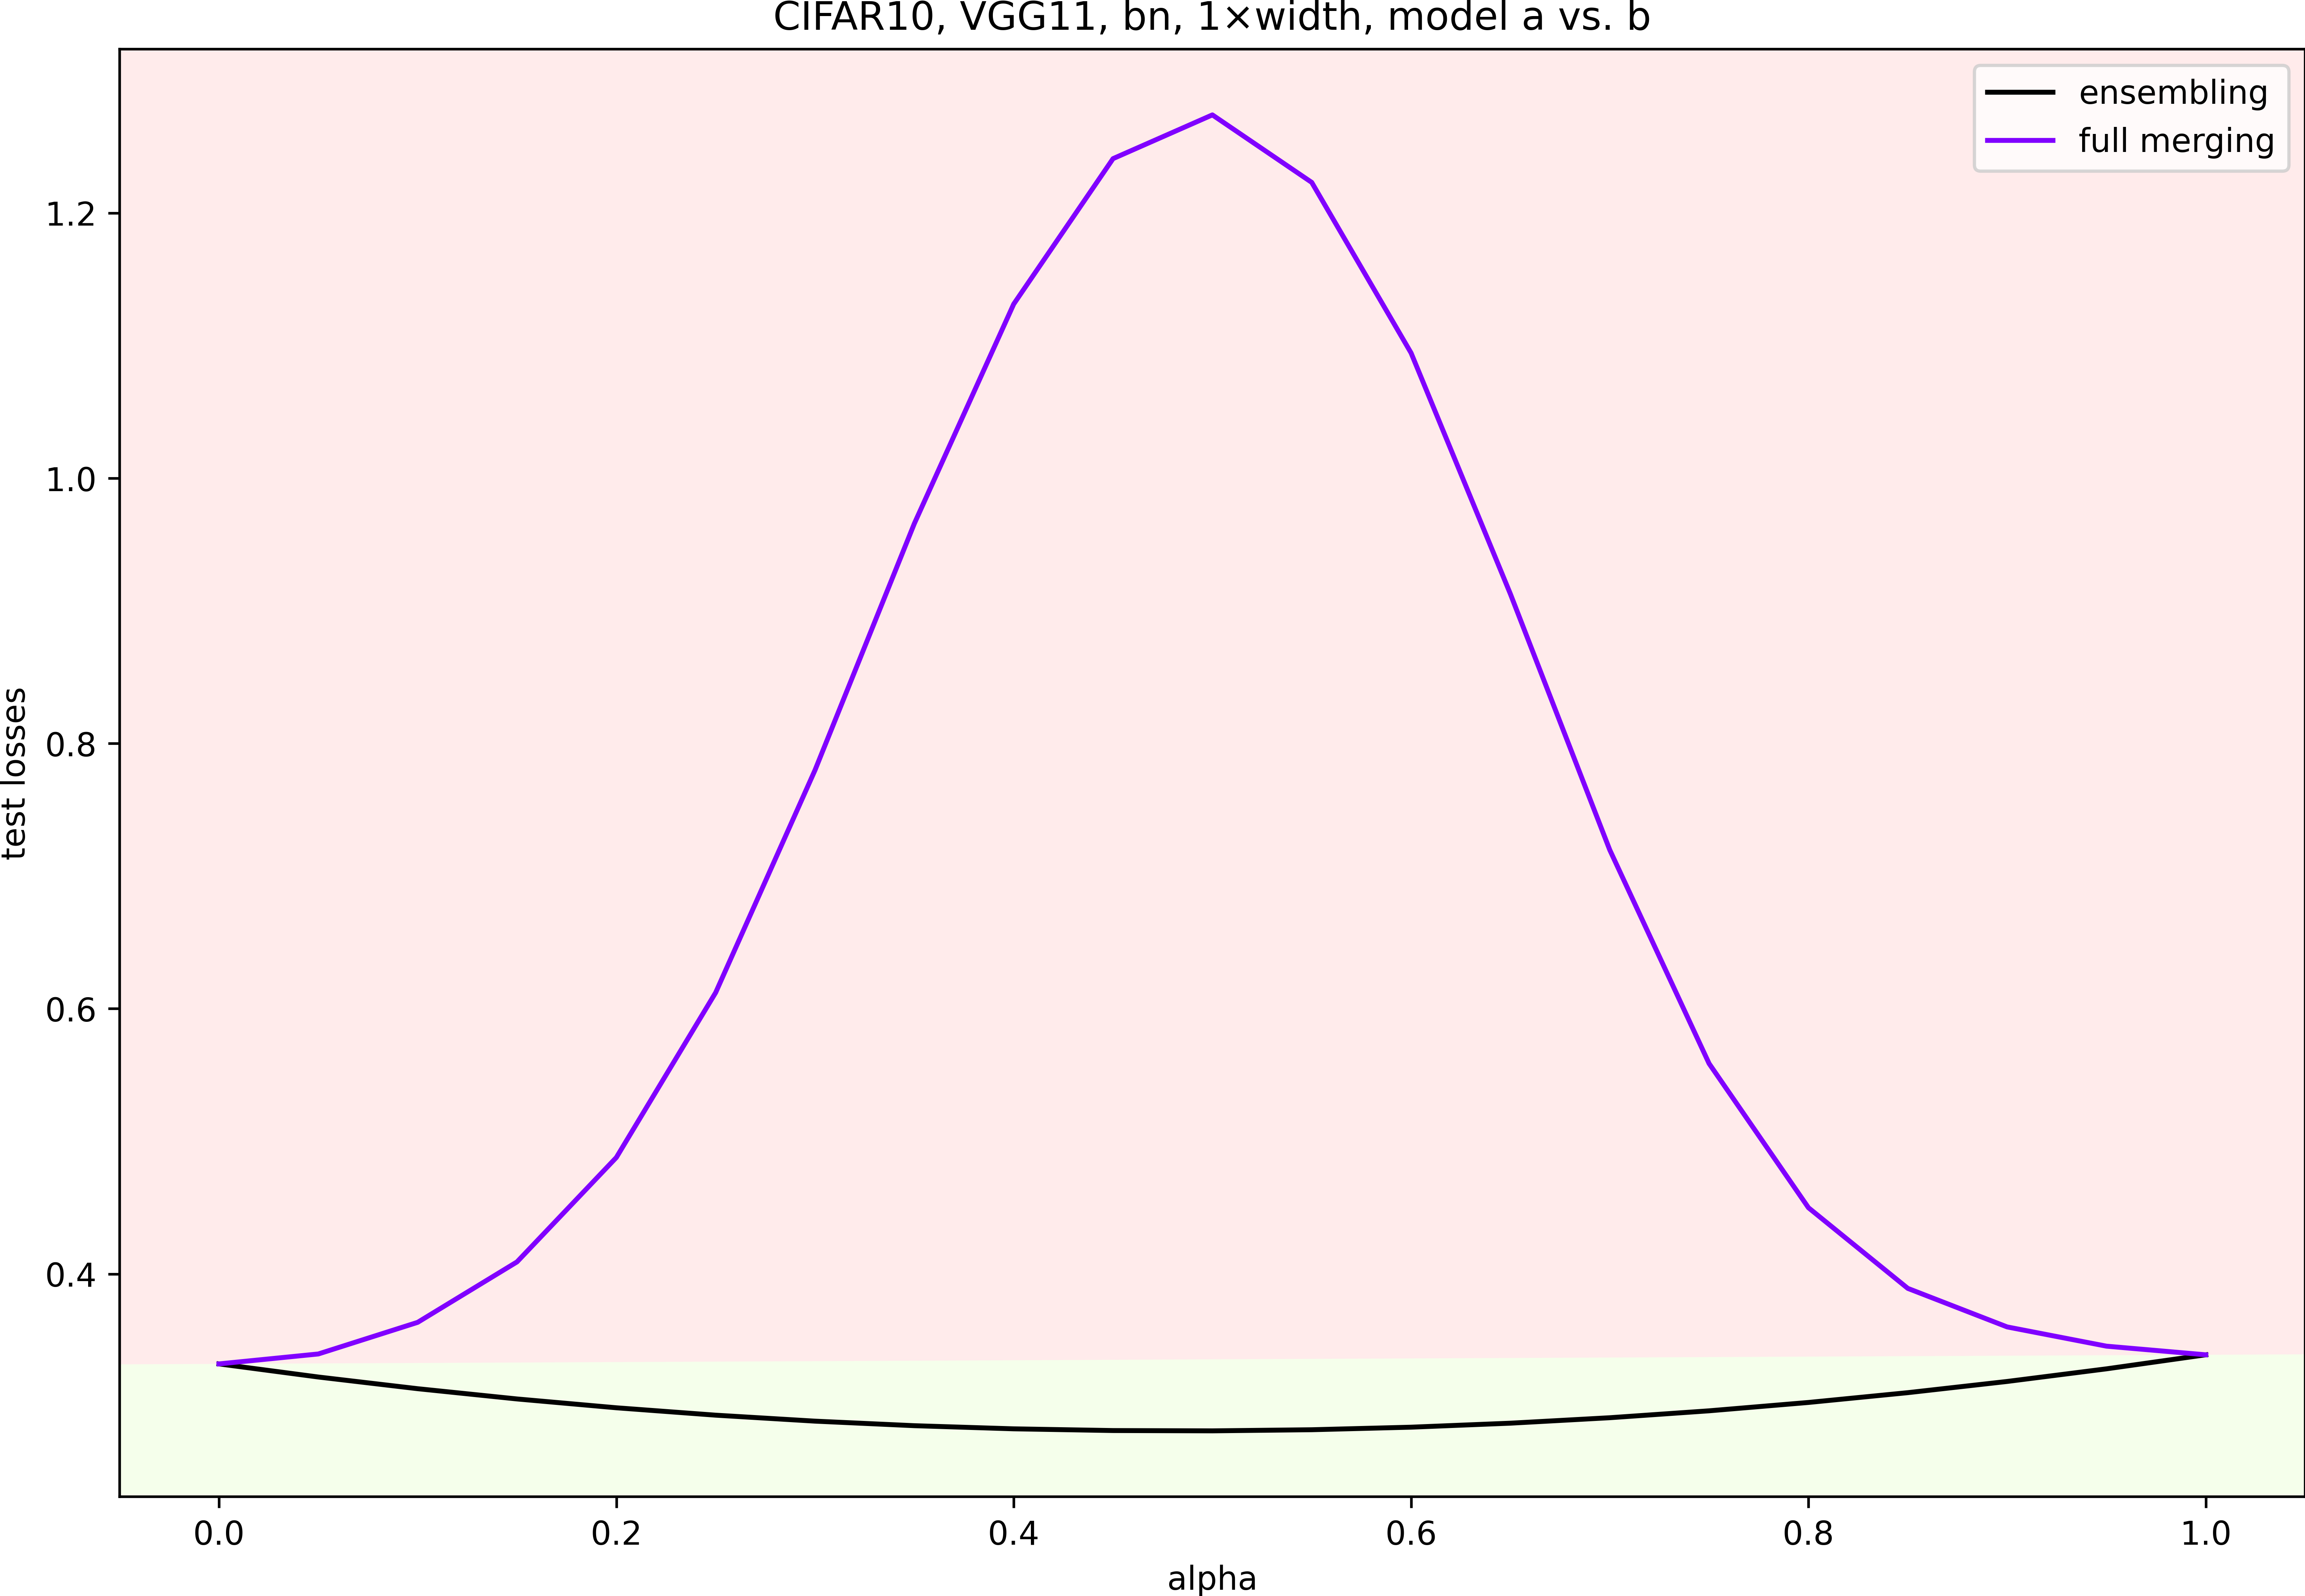 CIFAR10, VGG11, bn, 1×width, model a vs. b
ensembling
full merging
test losses
1.2
1.0
0.8
0.6
0.4
0.0
0.2
0.4
0.6
0.8
1.0
alpha